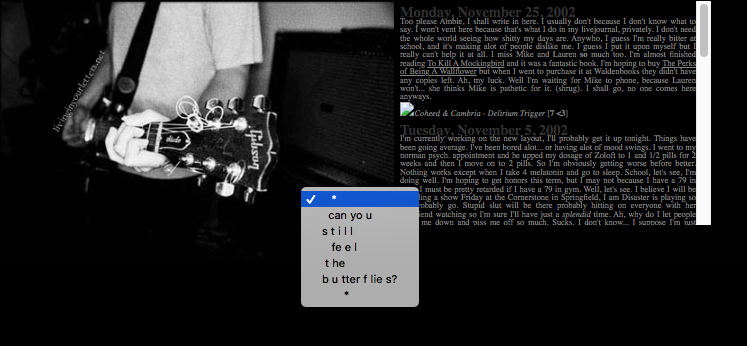 livingincarketers.net
Gibson
Monday, November 25, 2002
Too please Ambie, I shall write in here. I usually don't because I don't know what to
say. I won't vent here because that's what I do in my livejournal, privately. I don't need
the whole world seeing how shitty my days are. Anywho, I guess I'm really bitter at
school, and it's making alot of people dislike me. I guess I put it upon myself but I
really can't help it at all. I miss Meg and Lauren so much too. I'm almost finished
reading To Kill A Mockingbird and it was a fantastic book. I'm hoping to buy The Perks
of Being A Wallflower but when I went to purchase it at Waldenbooks they didn't have
any copies left. Ah, my luck. Well I'm waiting for Mike to phone, because Lauren
won't... she thinks Mike is pathetic for it. (shrug). I shall go, no one comes here
anyways.
Coheed & Cambria - Delirium Trigger [7 <3]
Tuesday, November 5, 2002
I'm currently working on the new layout, I'll probably get it up tonight. Things have
been going average. I've been bored alot... or having alot of mood swings. I went to my
norman psych. appointment and he upped my dosage of Zoloft to 1 and 1/2 pills for 2
weeks and then I move on to 2 pills. So I'm obviously getting worse before better.
Nothing works except when I take 4 melatonin and go to sleep. School, let's see, I'm
doing well. I'm hoping to get honors this term, but I may not because I have a 79 in
I must be pretty retarded if I have a 79 in gym. Well, let's see. I believe I will be
ing a show Friday at the Cornerstone in Springfield, I am Disaster is playing so
obably go. Stupid slut will be there probably hitting on everyone with her
end watching so I'm sure I'll have just a splendid time. Ah, why do I let people
me down and piss me off so much. Sucks. I don't know... I suppose I'm just
✓ *
can yo u
s t i l l
fe e l
t he
b u tter f lie s?
*